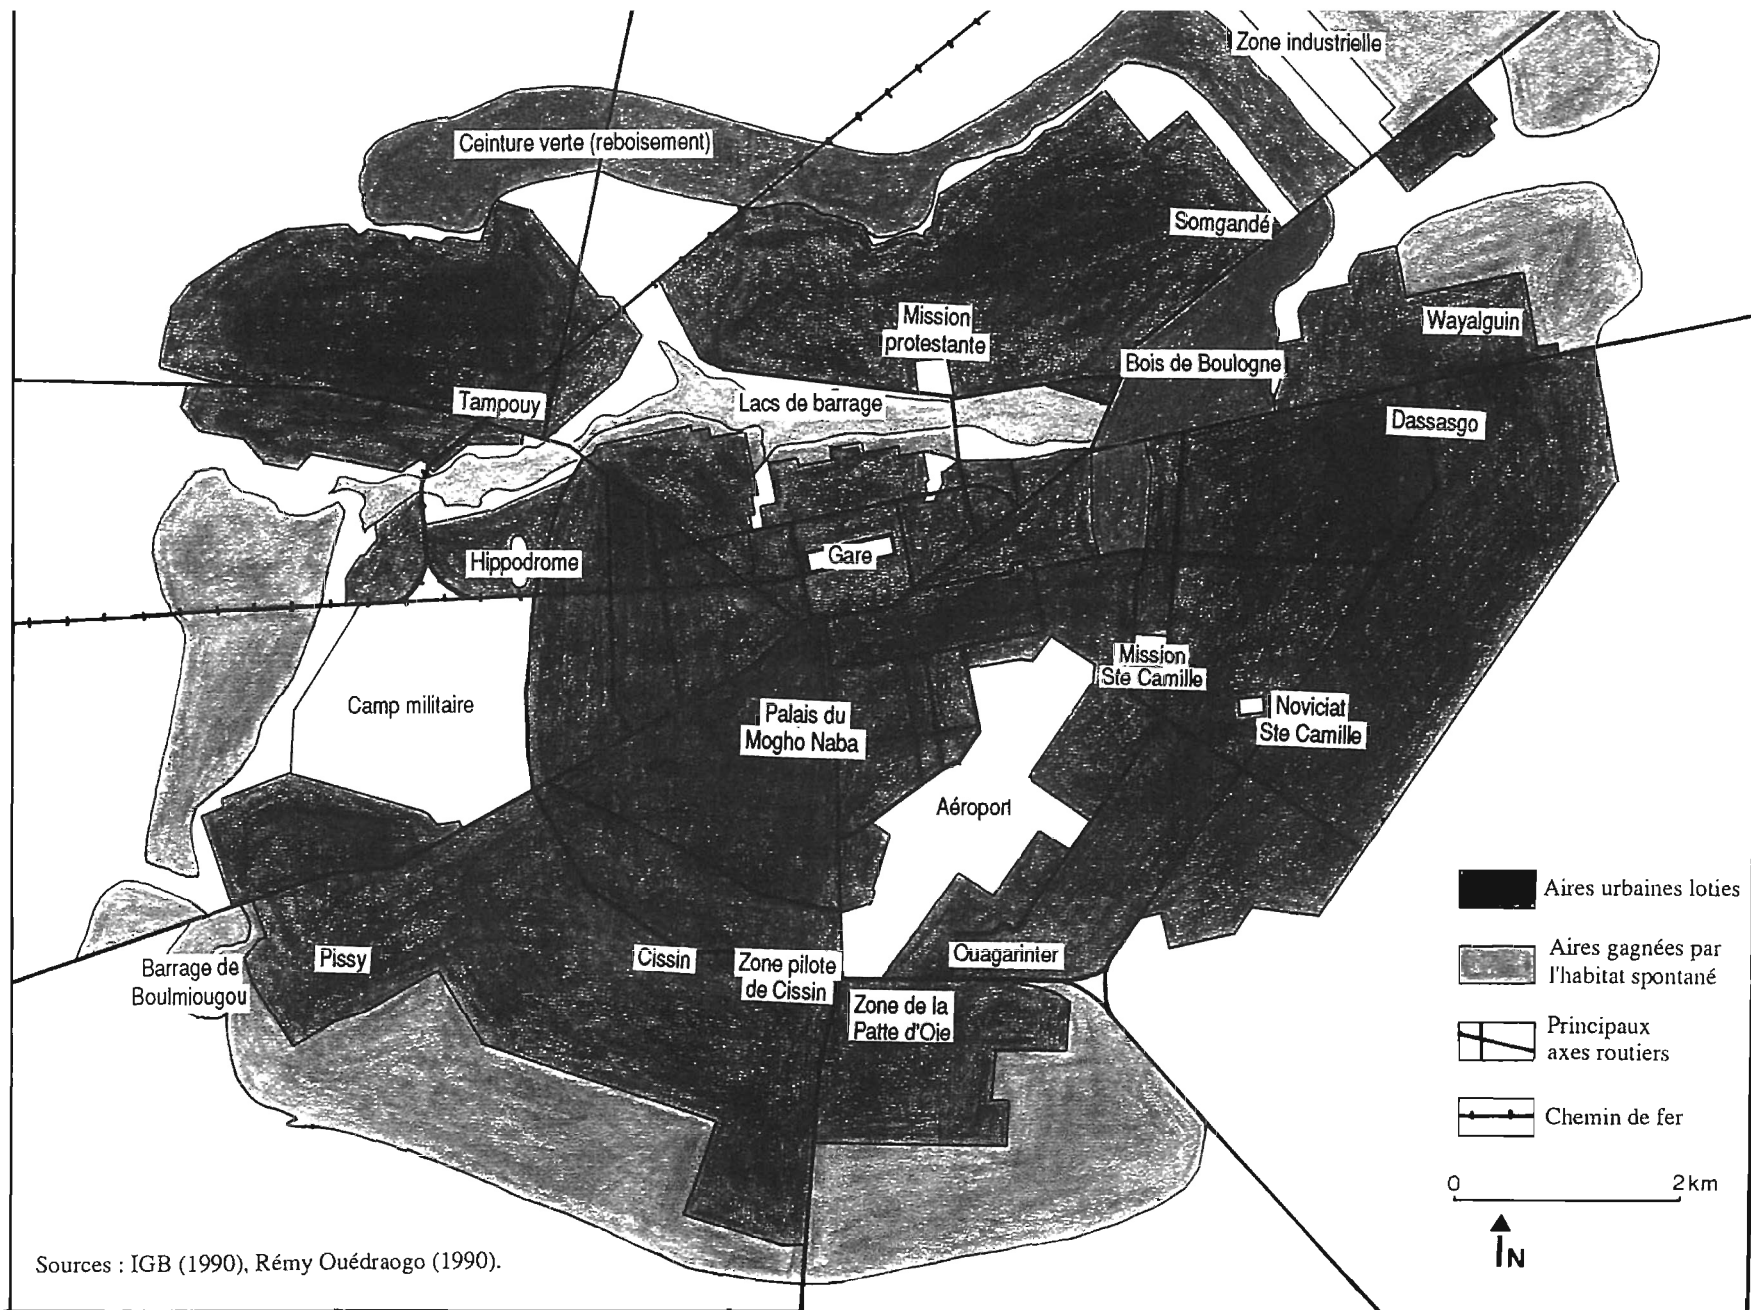 Zone industrielle
Ceinture verte (reboisement)
Somgandé
Mission
protestante
Wayalguin
Bois de Boulogne
Tampouy
Lacs de barrage
Dassasgo
Hippodrome
Gare
Mission
Ste Camille
Camp militaire
Palais du
Mogho Naba
Noviciat
Ste Camille
Aéroport
Aires urbaines loties
Aires gagnées par
l'habitat spontané
Principaux
axes routiers
Chemin de fer
0 2 km
N
Barrage de
Boulmiougou
Pissy
Cissin
Zone pilote
de Cissin
Ouagarinter
Zone de la
Patte d'Oie
Sources : IGB (1990), Rémy Ouédraogo (1990).